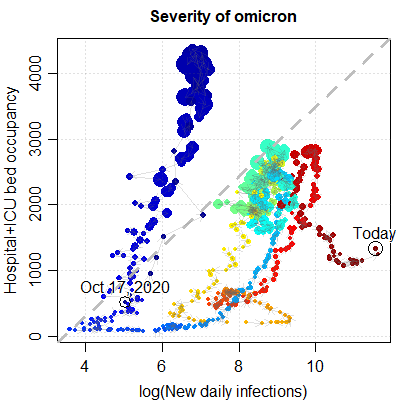 Severity of omicron
Hospital+ICU bed occupancy
4000
3000
2000
1000
0
Today
Oct 17, 2020
4 6 8 10
log(New daily infections)